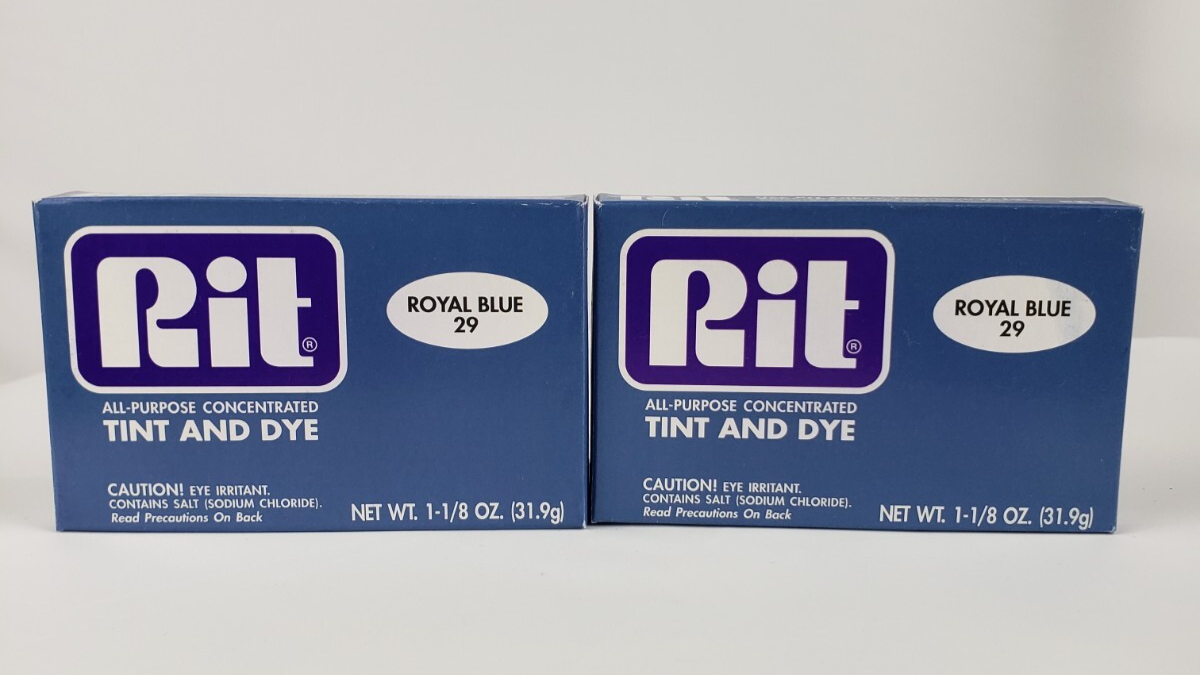 Rit®
ROYAL BLUE
29
ALL-PURPOSE CONCENTRATED
TINT AND DYE
CAUTION! EYE IRRITANT.
CONTAINS SALT (SODIUM CHLORIDE).
Read Precautions On Back
NET WT. 1-1/8 OZ. (31.9g)
Rit®
ROYAL BLUE
29
ALL-PURPOSE CONCENTRATED
TINT AND DYE
CAUTION! EYE IRRITANT.
CONTAINS SALT (SODIUM CHLORIDE).
Read Precautions On Back
NET WT. 1-1/8 OZ. (31.9g)